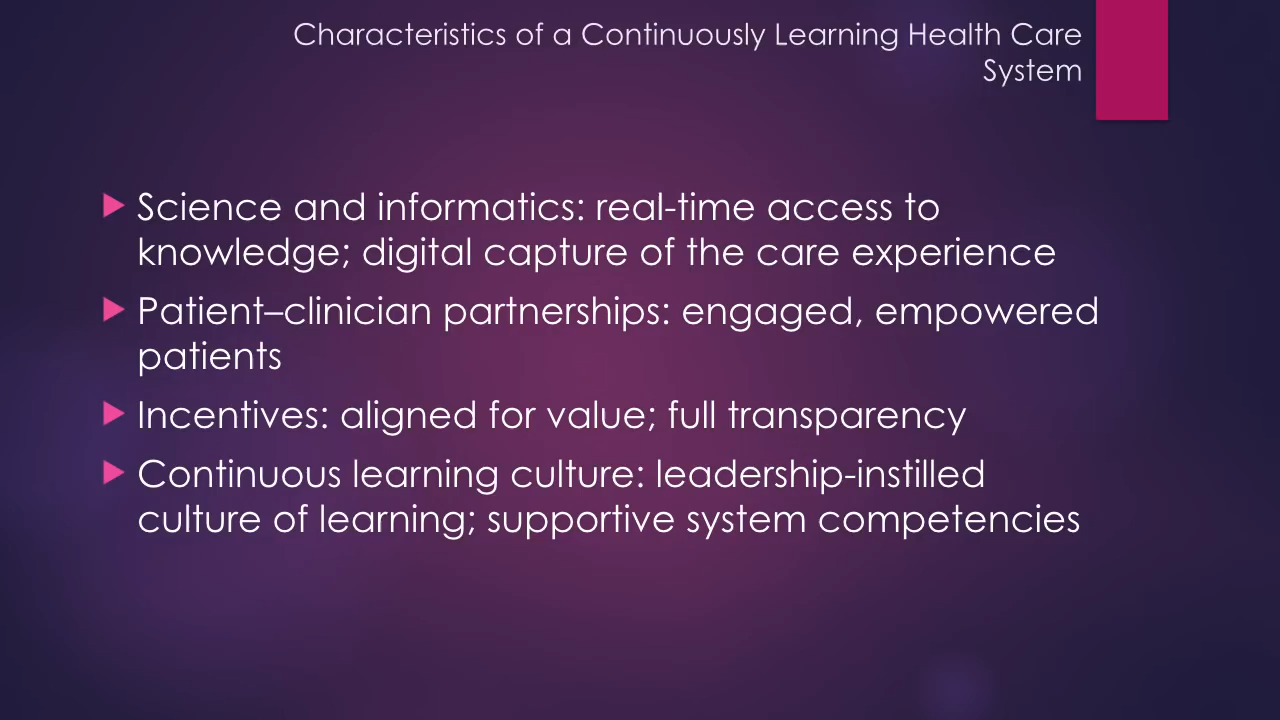 Characteristics of a Continuously Learning Health Care
System
Science and informatics: real-time access to
knowledge; digital capture of the care experience
Patient–clinician partnerships: engaged, empowered
patients
Incentives: aligned for value; full transparency
Continuous learning culture: leadership-instilled
culture of learning; supportive system competencies